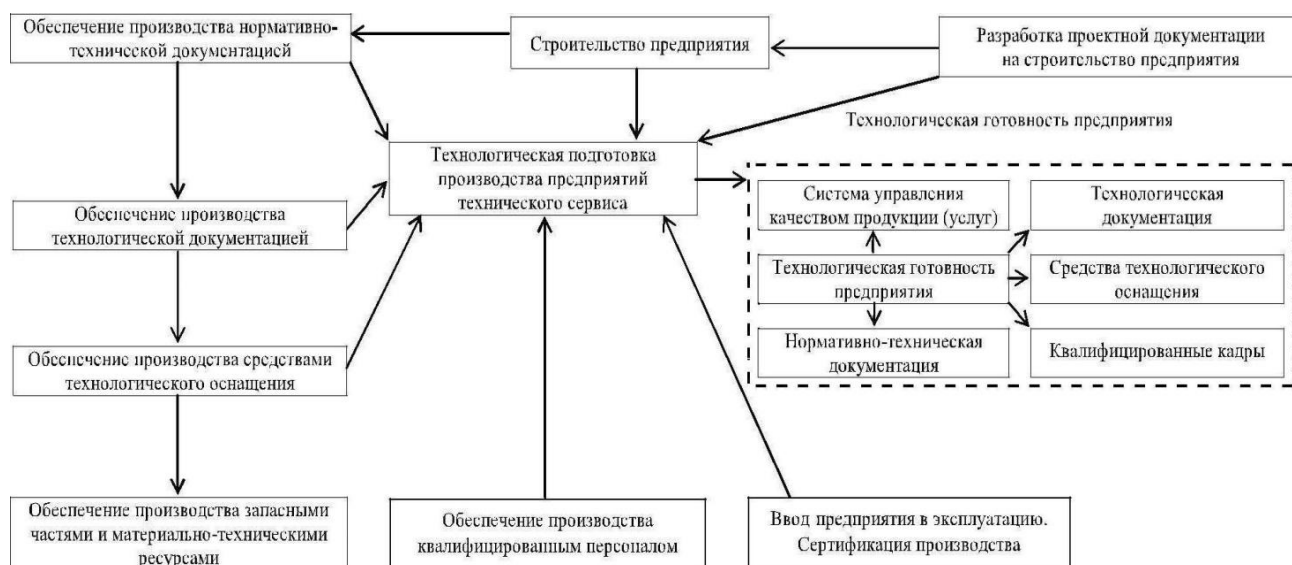 Обеспечение производства нормативно-
технической документацией
Строительство предприятия
Разработка проектной документации
на строительство предприятия
Технологическая готовность предприятия
Технологическая подготовка
производства предприятий
технического сервиса
Система управления
качеством продукции (услуг)
Технологическая
документация
Обеспечение производства
технологической документацией
Технологическая готовность
предприятия
Средства технологического
оснащения
Нормативно-техническая
документация
Квалифицированные кадры
Обеспечение производства средствами
технологического оснащения
Обеспечение производства запасными
частями и материально-техническими
ресурсами
Обеспечение производства
квалифицированным персоналом
Ввод предприятия в эксплуатацию.
Сертификация производства